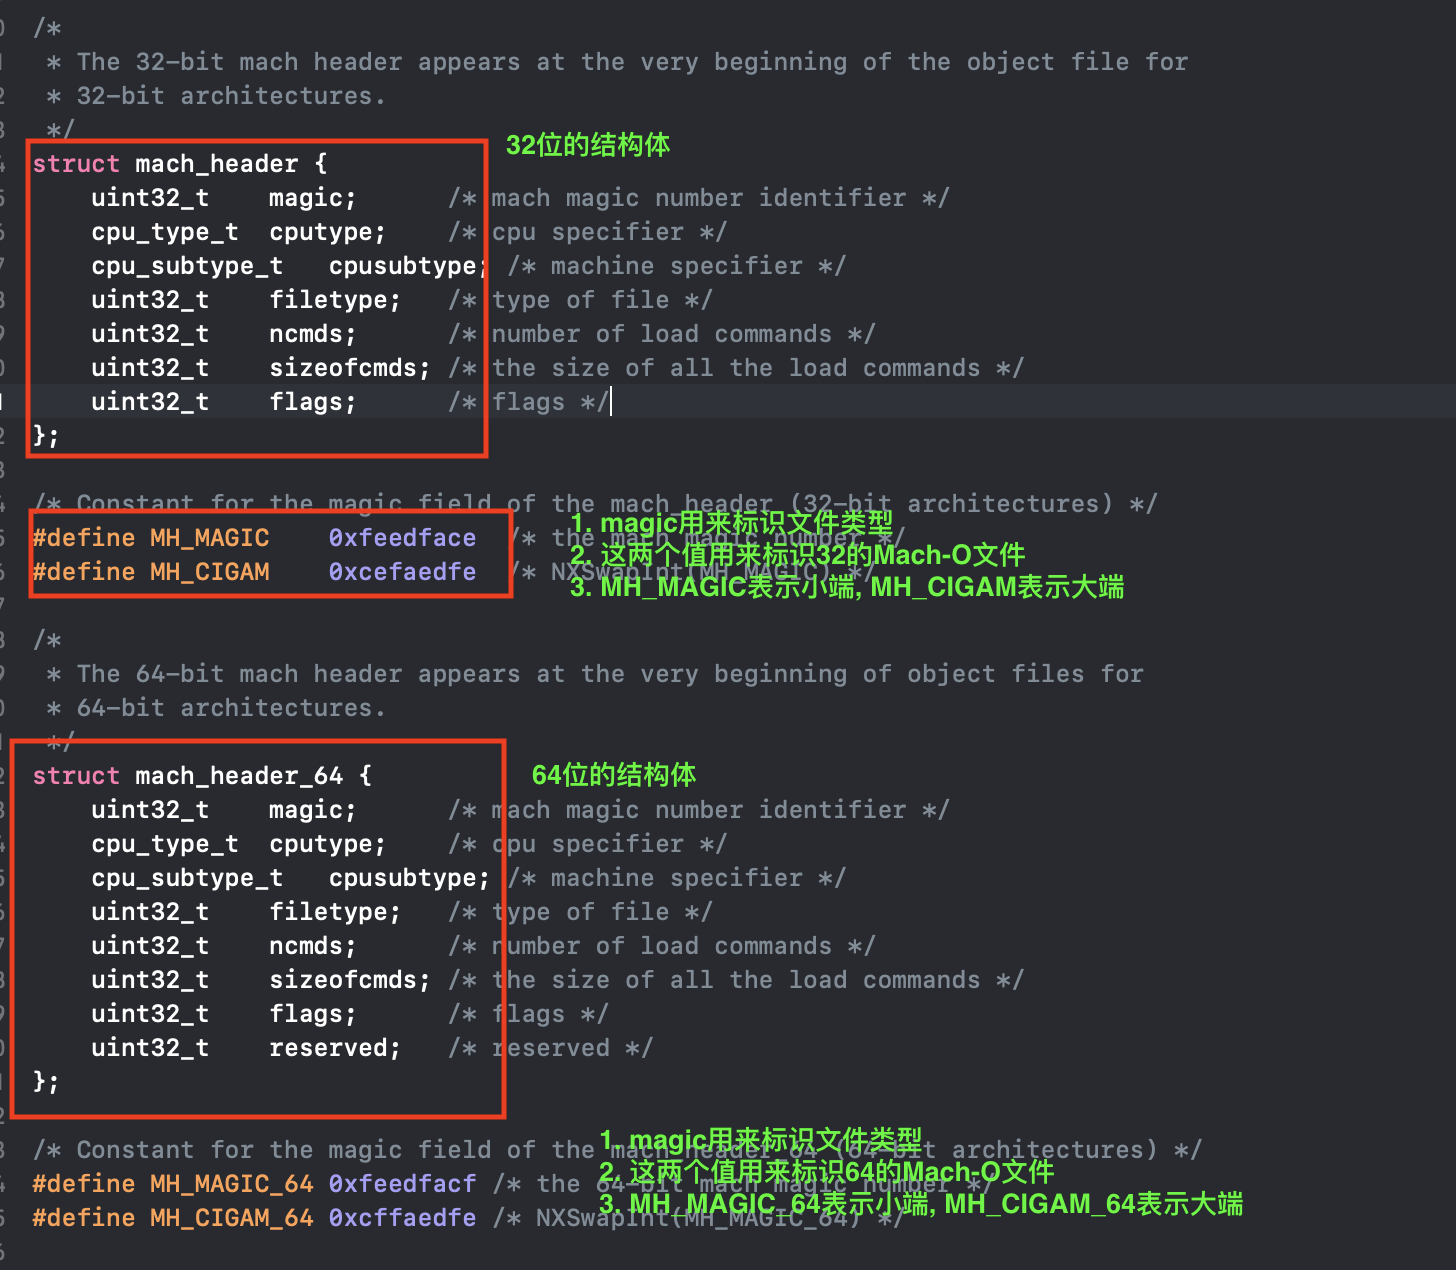 /*
 * The 32-bit mach header appears at the very beginning of the object file for
 * 32-bit architectures.
 */
32位的结构体
struct mach_header {
    uint32_t    magic;      /* mach magic number identifier */
    cpu_type_t  cputype;    /* cpu specifier */
    cpu_subtype_t   cpusubtype; /* machine specifier */
    uint32_t    filetype;   /* type of file */
    uint32_t    ncmds;      /* number of load commands */
    uint32_t    sizeofcmds; /* the size of all the load commands */
    uint32_t    flags;      /* flags */
};
/* Constant for the magic field of the mach_header (32-bit architectures) */
1. magic用来标识文件类型
#define MH_MAGIC    0xfeedface  /* the mach magic number */
2. 这两个值用来标识32的Mach-O文件
#define MH_CIGAM    0xcefaedfe  /* NXSwapInt(MH_MAGIC) */
3. MH_MAGIC表示小端, MH_CIGAM表示大端
/*
 * The 64-bit mach header appears at the very beginning of object files for
 * 64-bit architectures.
 */
struct mach_header_64 {
64位的结构体
    uint32_t    magic;      /* mach magic number identifier */
    cpu_type_t  cputype;    /* cpu specifier */
    cpu_subtype_t   cpusubtype; /* machine specifier */
    uint32_t    filetype;   /* type of file */
    uint32_t    ncmds;      /* number of load commands */
    uint32_t    sizeofcmds; /* the size of all the load commands */
    uint32_t    flags;      /* flags */
    uint32_t    reserved;   /* reserved */
};
1. magic用来标识文件类型
/* Constant for the magic field of the mach_header_64 (64-bit architectures) */
2. 这两个值用来标识64的Mach-O文件
#define MH_MAGIC_64 0xfeedfacf /* the 64-bit mach magic number */
3. MH_MAGIC_64表示小端, MH_CIGAM_64表示大端
#define MH_CIGAM_64 0xcffaedfe /* NXSwapInt(MH_MAGIC_64) */